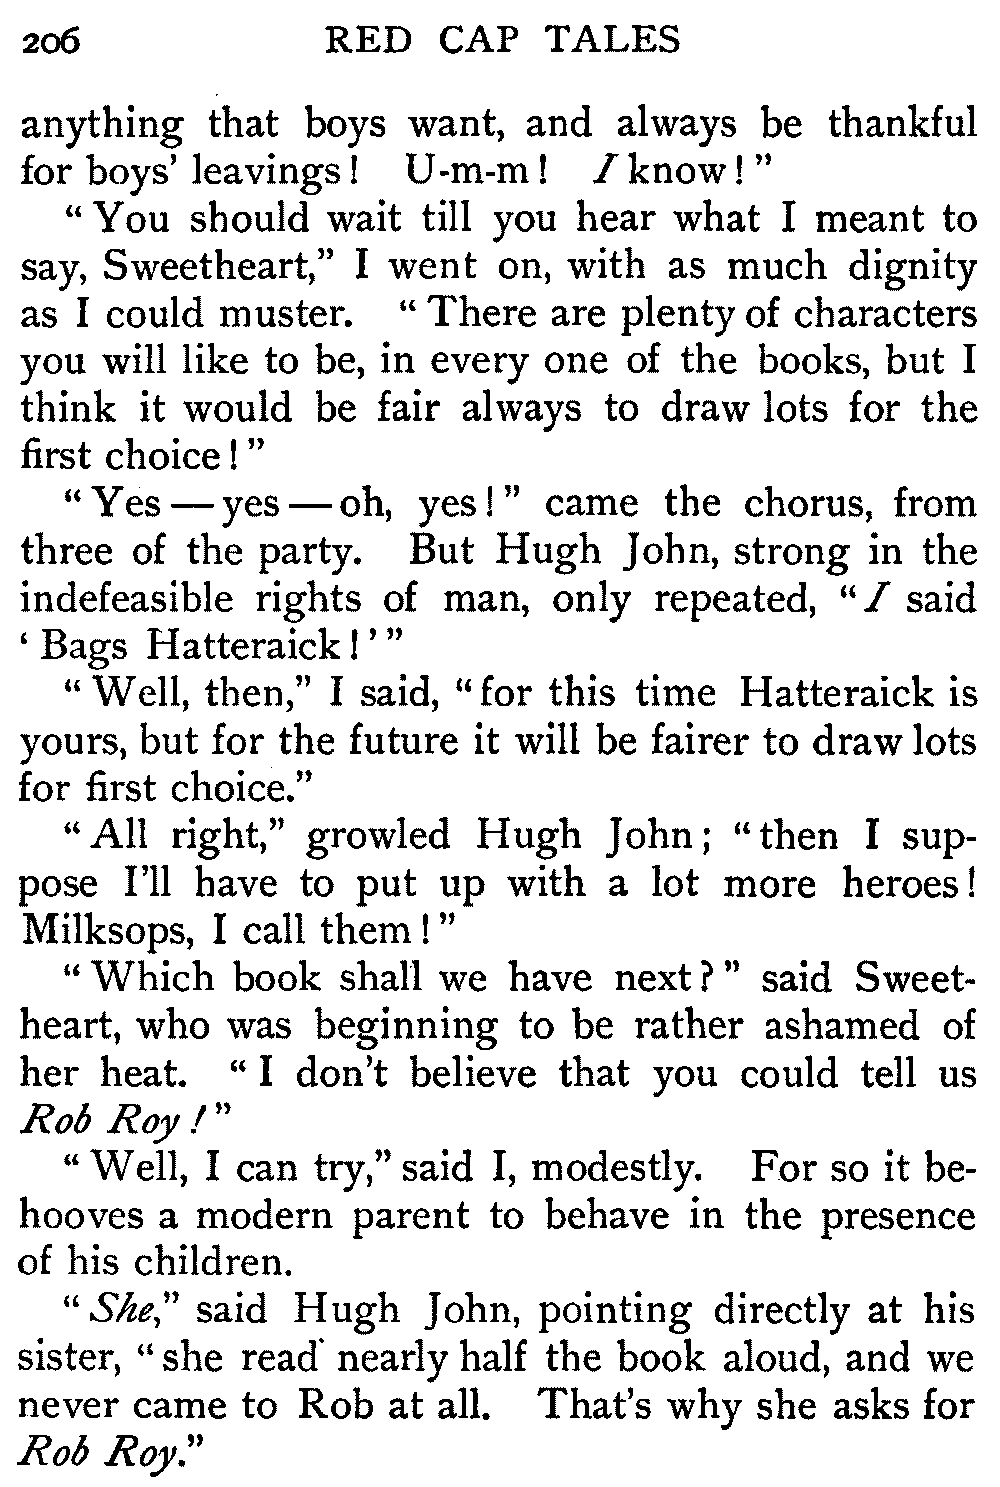 206 RED CAP TALES
anything that boys want, and always be thankful
for boys' leavings! U-m-m! I know!"
"You should wait till you hear what I meant to
say, Sweetheart," I went on, with as much dignity
as I could muster. "There are plenty of characters
you will like to be, in every one of the books, but I
think it would be fair always to draw lots for the
first choice!"
"Yes — yes — oh, yes!" came the chorus, from
three of the party. But Hugh John, strong in the
indefeasible rights of man, only repeated, "I said
'Bags Hatteraick!'"
"Well, then," I said, "for this time Hatteraick is
yours, but for the future it will be fairer to draw lots
for first choice."
"All right," growled Hugh John; "then I sup-
pose I'll have to put up with a lot more heroes!
Milksops, I call them!"
"Which book shall we have next?" said Sweet-
heart, who was beginning to be rather ashamed of
her heat. "I don't believe that you could tell us
Rob Roy!"
"Well, I can try," said I, modestly. For so it be-
hooves a modern parent to behave in the presence
of his children.
"She," said Hugh John, pointing directly at his
sister, "she read nearly half the book aloud, and we
never came to Rob at all. That's why she asks for
Rob Roy."